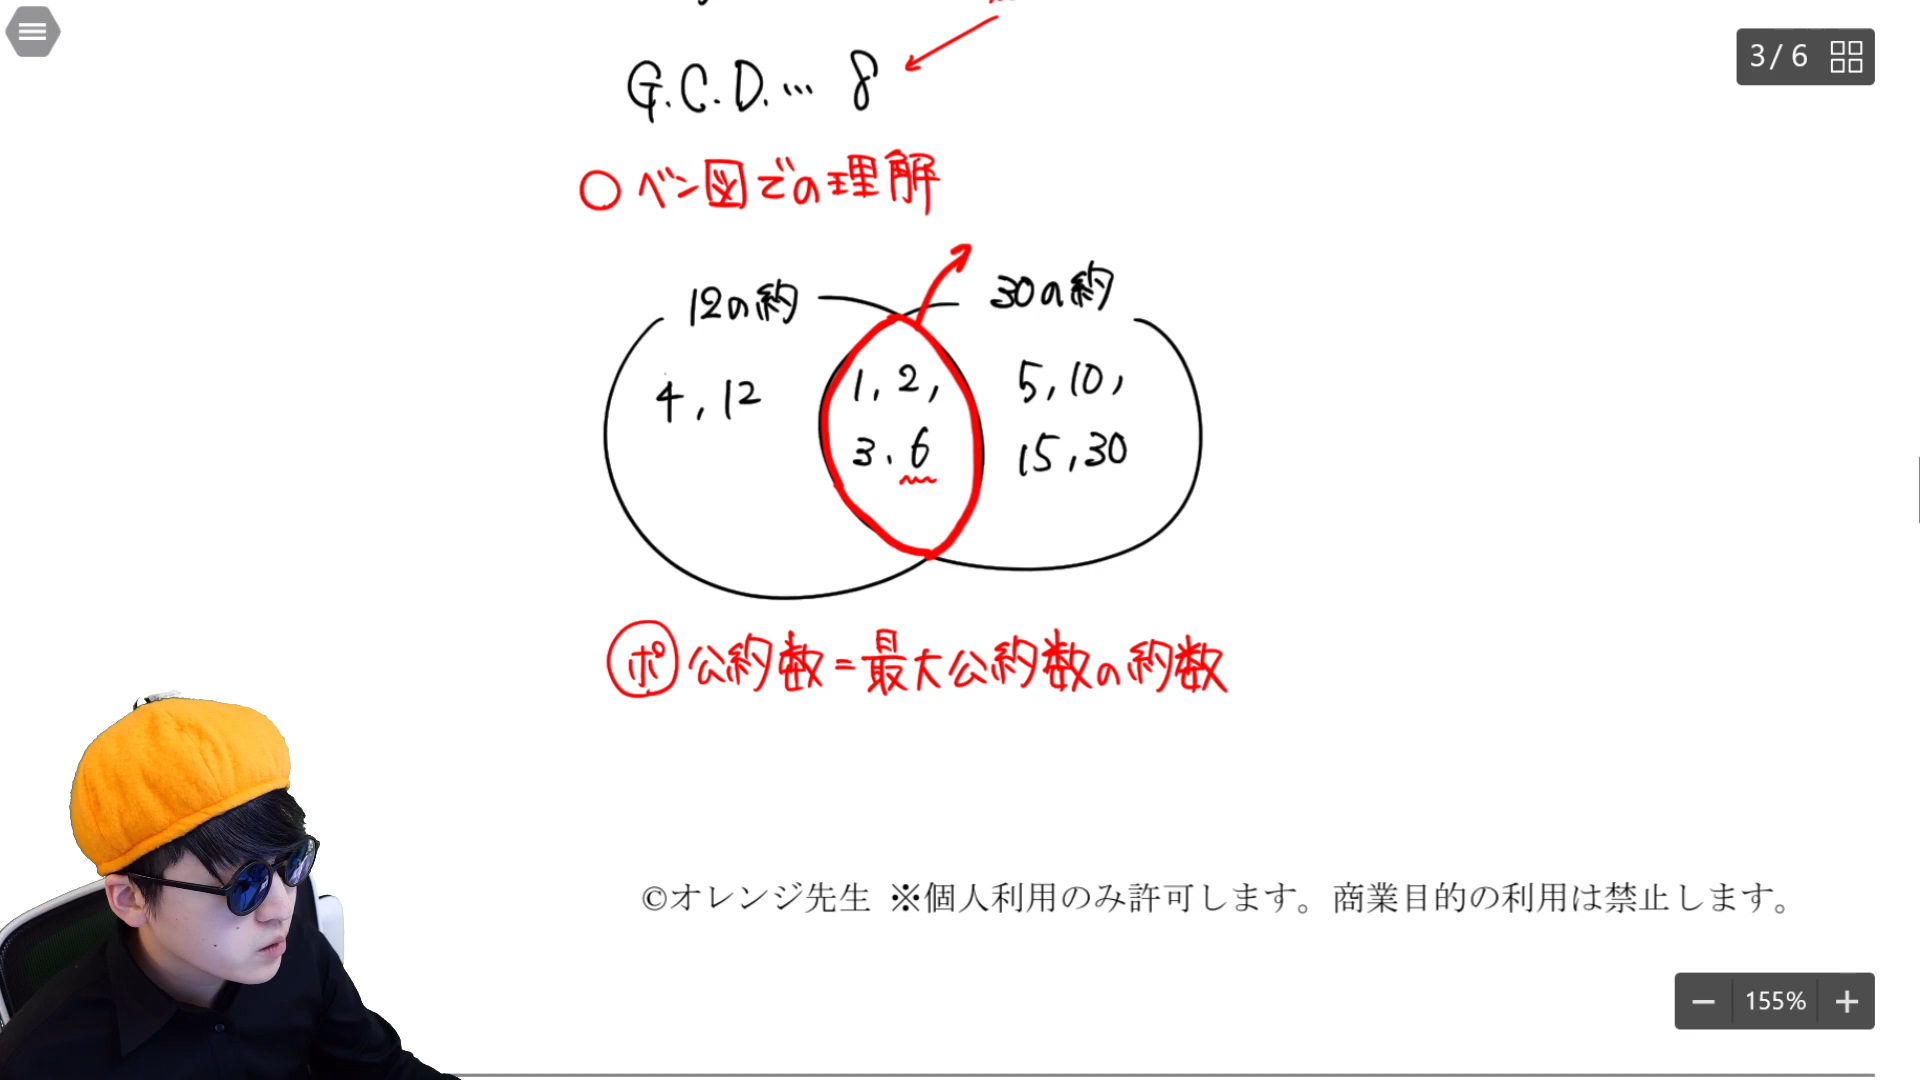 3 / 6
G.C.D. … 8
○ ベン図での理解
12の約
30の約
4, 12
1, 2,
3、6
5, 10,
15, 30
ポ 公約数=最大公約数の約数
©オレンジ先生 ※個人利用のみ許可します。商業目的の利用は禁止します。
155%